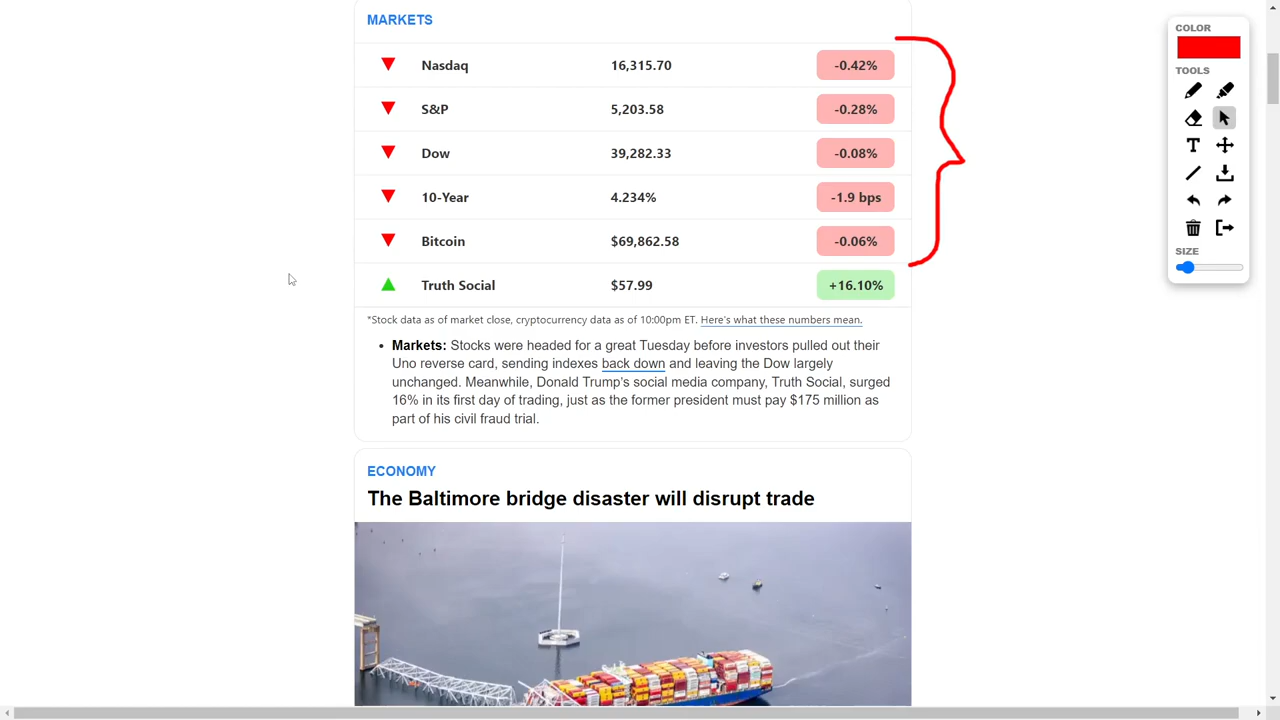 MARKETS
Nasdaq 16,315.70 -0.42%
S&P 5,203.58 -0.28%
Dow 39,282.33 -0.08%
10-Year 4.234% -1.9 bps
Bitcoin $69,862.58 -0.06%
Truth Social $57.99 +16.10%
*Stock data as of market close, cryptocurrency data as of 10:00pm ET. Here's what these numbers mean.
• Markets: Stocks were headed for a great Tuesday before investors pulled out their
Uno reverse card, sending indexes back down and leaving the Dow largely
unchanged. Meanwhile, Donald Trump's social media company, Truth Social, surged
16% in its first day of trading, just as the former president must pay $175 million as
part of his civil fraud trial.
ECONOMY
The Baltimore bridge disaster will disrupt trade
COLOR
TOOLS
T
SIZE